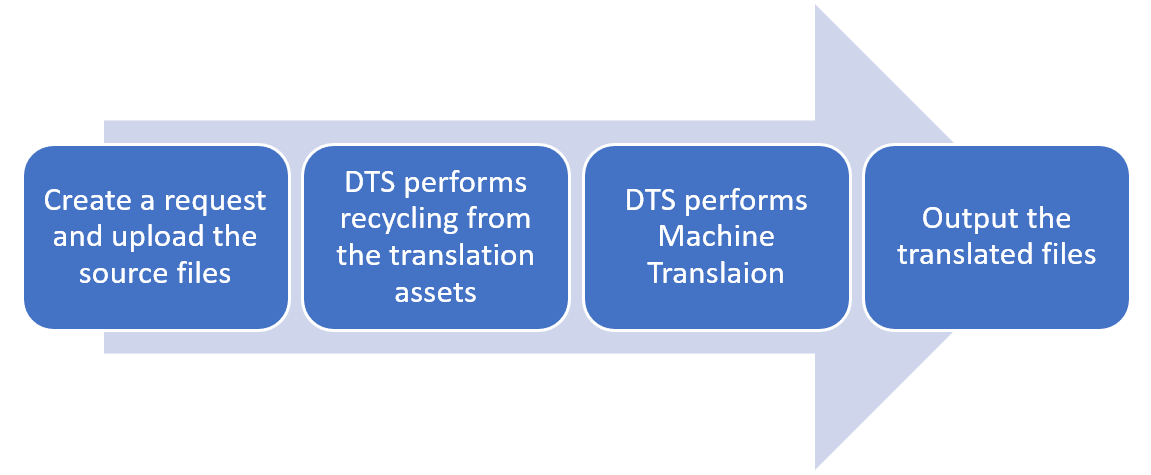 Create a request
and upload the
source files
DTS performs
recycling from
the translation
assets
DTS performs
Machine
Translaion
Output the
translated files